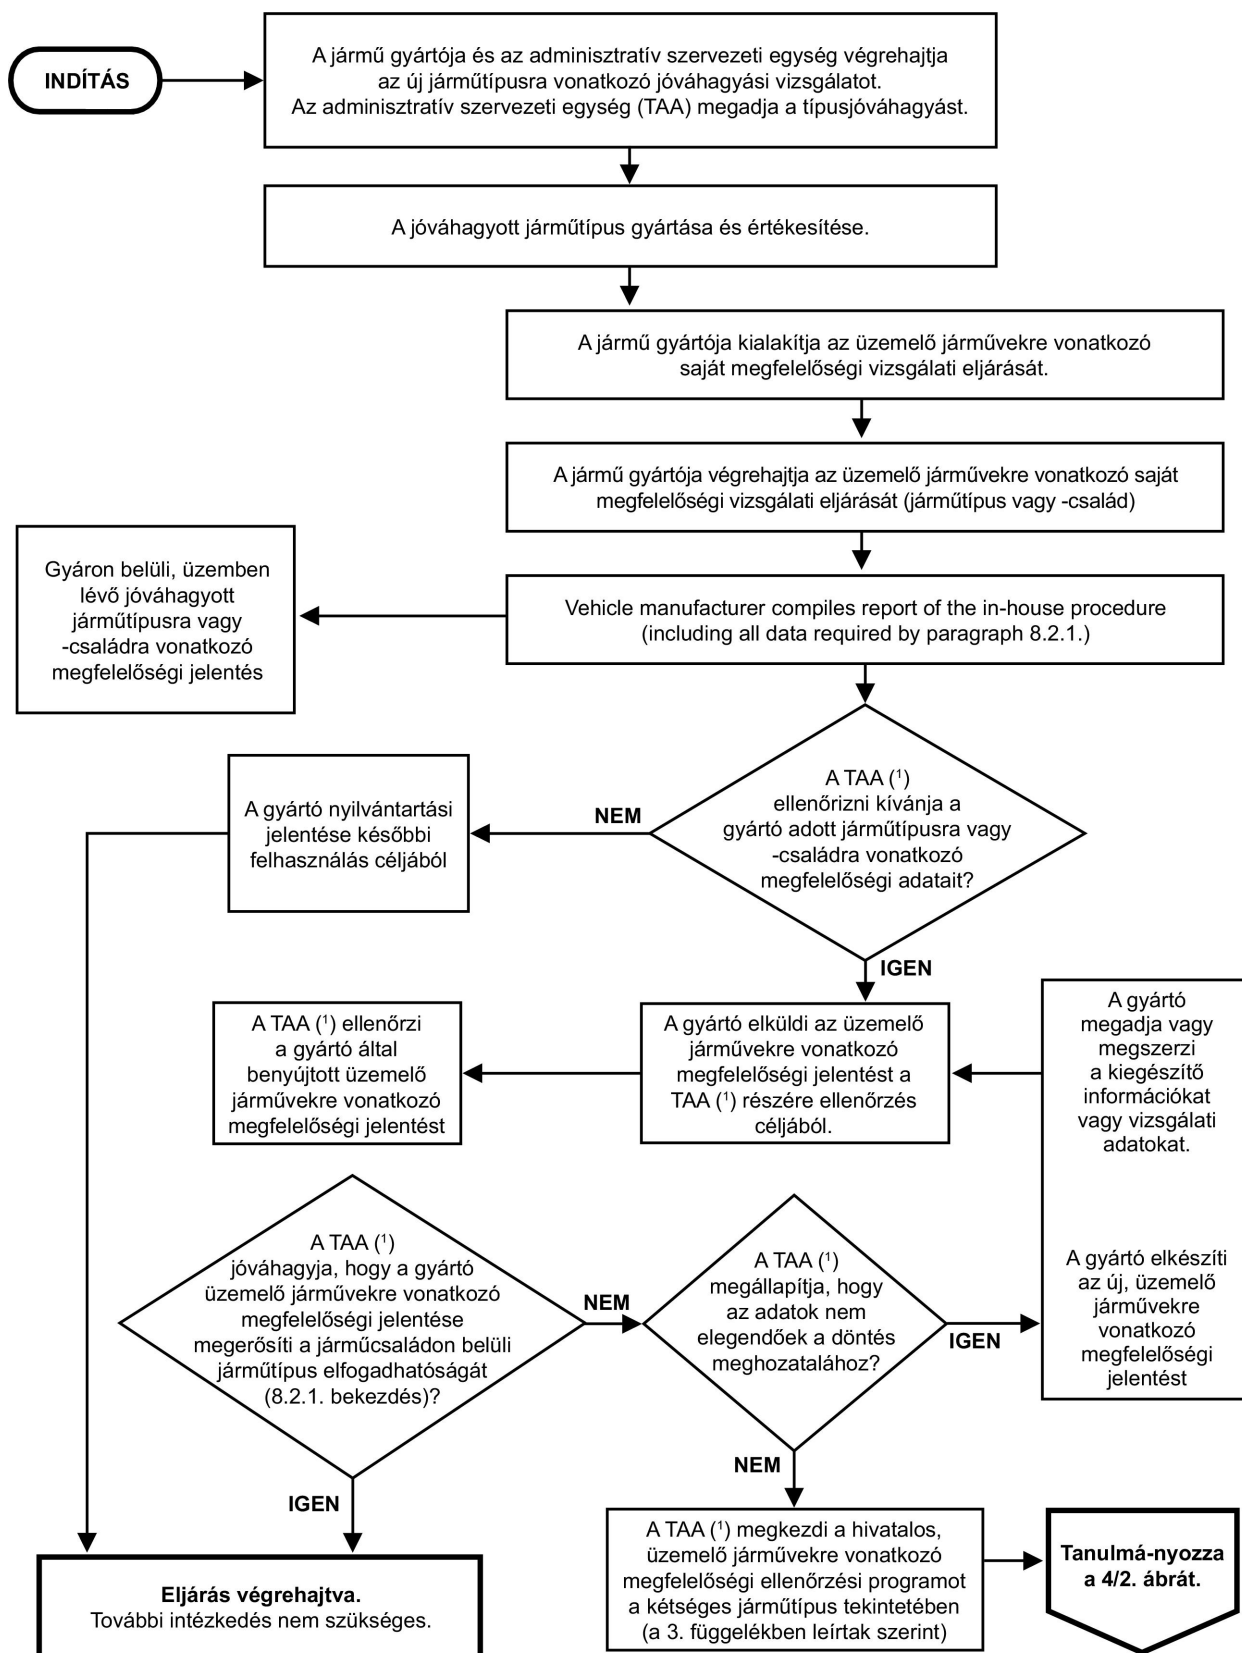 INDÍTÁS
A jármű gyártója és az adminisztratív szervezeti egység végrehajtja
az új járműtípusra vonatkozó jóváhagyási vizsgálatot.
Az adminisztratív szervezeti egység (TAA) megadja a típusjóváhagyást.
A jóváhagyott járműtípus gyártása és értékesítése.
A jármű gyártója kialakítja az üzemelő járművekre vonatkozó
saját megfelelőségi vizsgálati eljárását.
A jármű gyártója végrehajtja az üzemelő járművekre vonatkozó saját
megfelelőségi vizsgálati eljárását (járműtípus vagy -család)
Gyáron belüli, üzemben
lévő jóváhagyott
járműtípusra vagy
-családra vonatkozó
megfelelőségi jelentés
Vehicle manufacturer compiles report of the in-house procedure
(including all data required by paragraph 8.2.1.)
A TAA (¹)
ellenőrizni kívánja a
gyártó adott járműtípusra vagy
-családra vonatkozó
megfelelőségi adatait?
NEM
A gyártó nyilvántartási
jelentése későbbi
felhasználás céljából
IGEN
A TAA (¹) ellenőrzi
a gyártó által
benyújtott üzemelő
járművekre vonatkozó
megfelelőségi jelentést
A gyártó elküldi az üzemelő
járművekre vonatkozó
megfelelőségi jelentést a
TAA (¹) részére ellenőrzés
céljából.
A gyártó
megadja vagy
megszerzi
a kiegészítő
információkat
vagy vizsgálati
adatokat.
A gyártó elkészíti
az új, üzemelő
járművekre
vonatkozó
megfelelőségi
jelentést
A TAA (¹)
jóváhagyja, hogy a gyártó
üzemelő járművekre vonatkozó
megfelelőségi jelentése
megerősíti a járműcsaládon belüli
járműtípus elfogadhatóságát
(8.2.1. bekezdés)?
NEM
A TAA (¹)
megállapítja, hogy
az adatok nem
elegendőek a döntés
meghozatalához?
IGEN
NEM
IGEN
Eljárás végrehajtva.
További intézkedés nem szükséges.
A TAA (¹) megkezdi a hivatalos,
üzemelő járművekre vonatkozó
megfelelőségi ellenőrzési programot
a kétséges járműtípus tekintetében
(a 3. függelékben leírtak szerint)
Tanulmá-nyozza
a 4/2. ábrát.